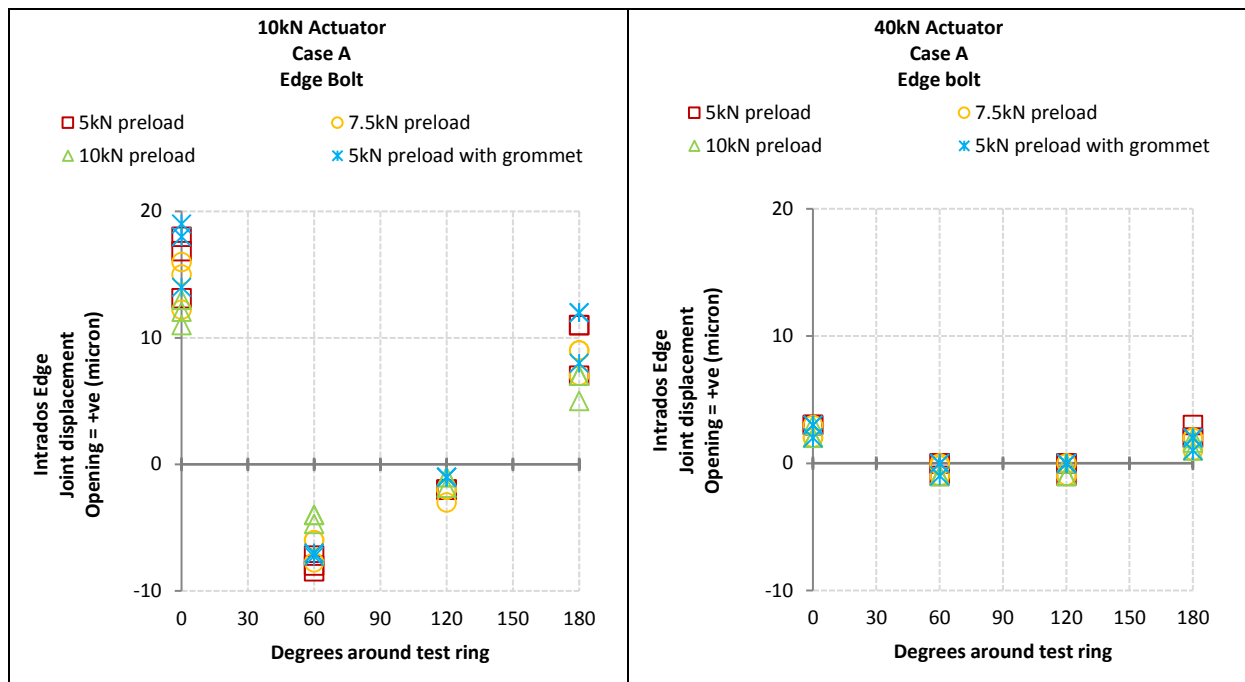 10kN Actuator
Case A
Edge Bolt
5kN preload
7.5kN preload
10kN preload
5kN preload with grommet
20
10
0
-10
0 30 60 90 120 150 180
Intrados Edge
Joint displacement
Opening = +ve (micron)
Degrees around test ring
40kN Actuator
Case A
Edge bolt
5kN preload
7.5kN preload
10kN preload
5kN preload with grommet
20
10
0
-10
0 30 60 90 120 150 180
Intrados Edge
Joint displacement
Opening = +ve (micron)
Degrees around test ring